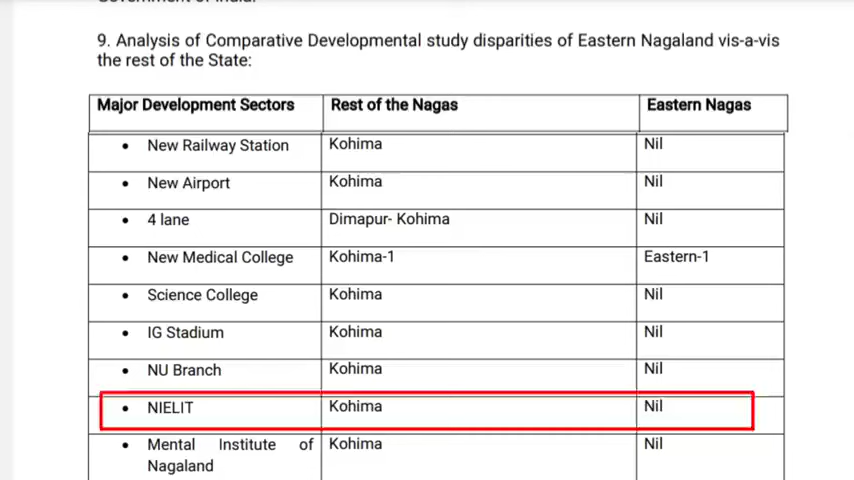 9. Analysis of Comparative Developmental study disparities of Eastern Nagaland vis-a-vis
the rest of the State:
Major Development Sectors Rest of the Nagas Eastern Nagas
• New Railway Station Kohima Nil
• New Airport Kohima Nil
• 4 lane Dimapur- Kohima Nil
• New Medical College Kohima-1 Eastern-1
• Science College Kohima Nil
• IG Stadium Kohima Nil
• NU Branch Kohima Nil
• NIELIT Kohima Nil
• Mental Institute of Kohima Nil
Nagaland